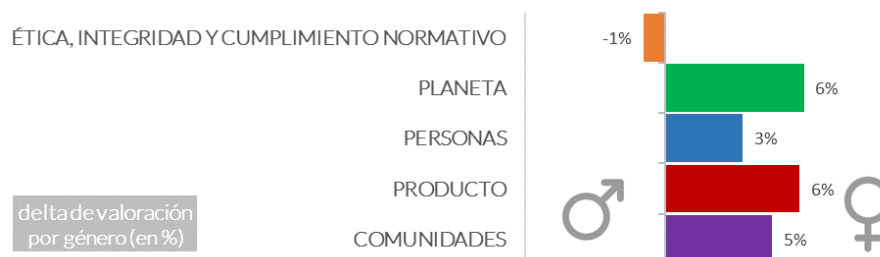 ÉTICA, INTEGRIDAD Y CUMPLIMIENTO NORMATIVO -1%
PLANETA 6%
PERSONAS 3%
PRODUCTO 6%
COMUNIDADES 5%
delta de valoración
por género (en %)